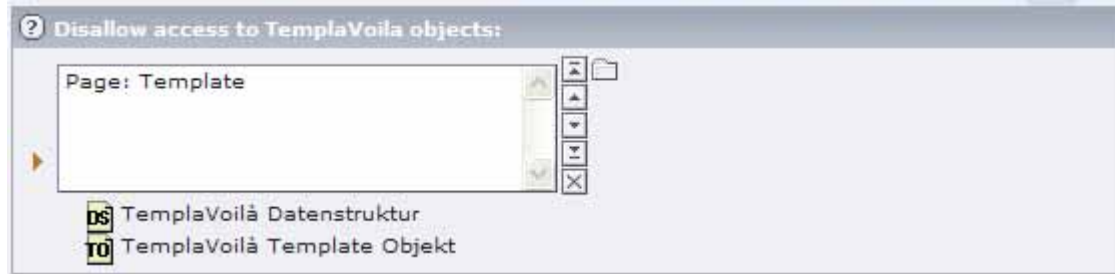 ? Disallow access to TemplaVoila objects:
Page: Template
DS TemplaVoilà Datenstruktur
TO TemplaVoilà Template Objekt